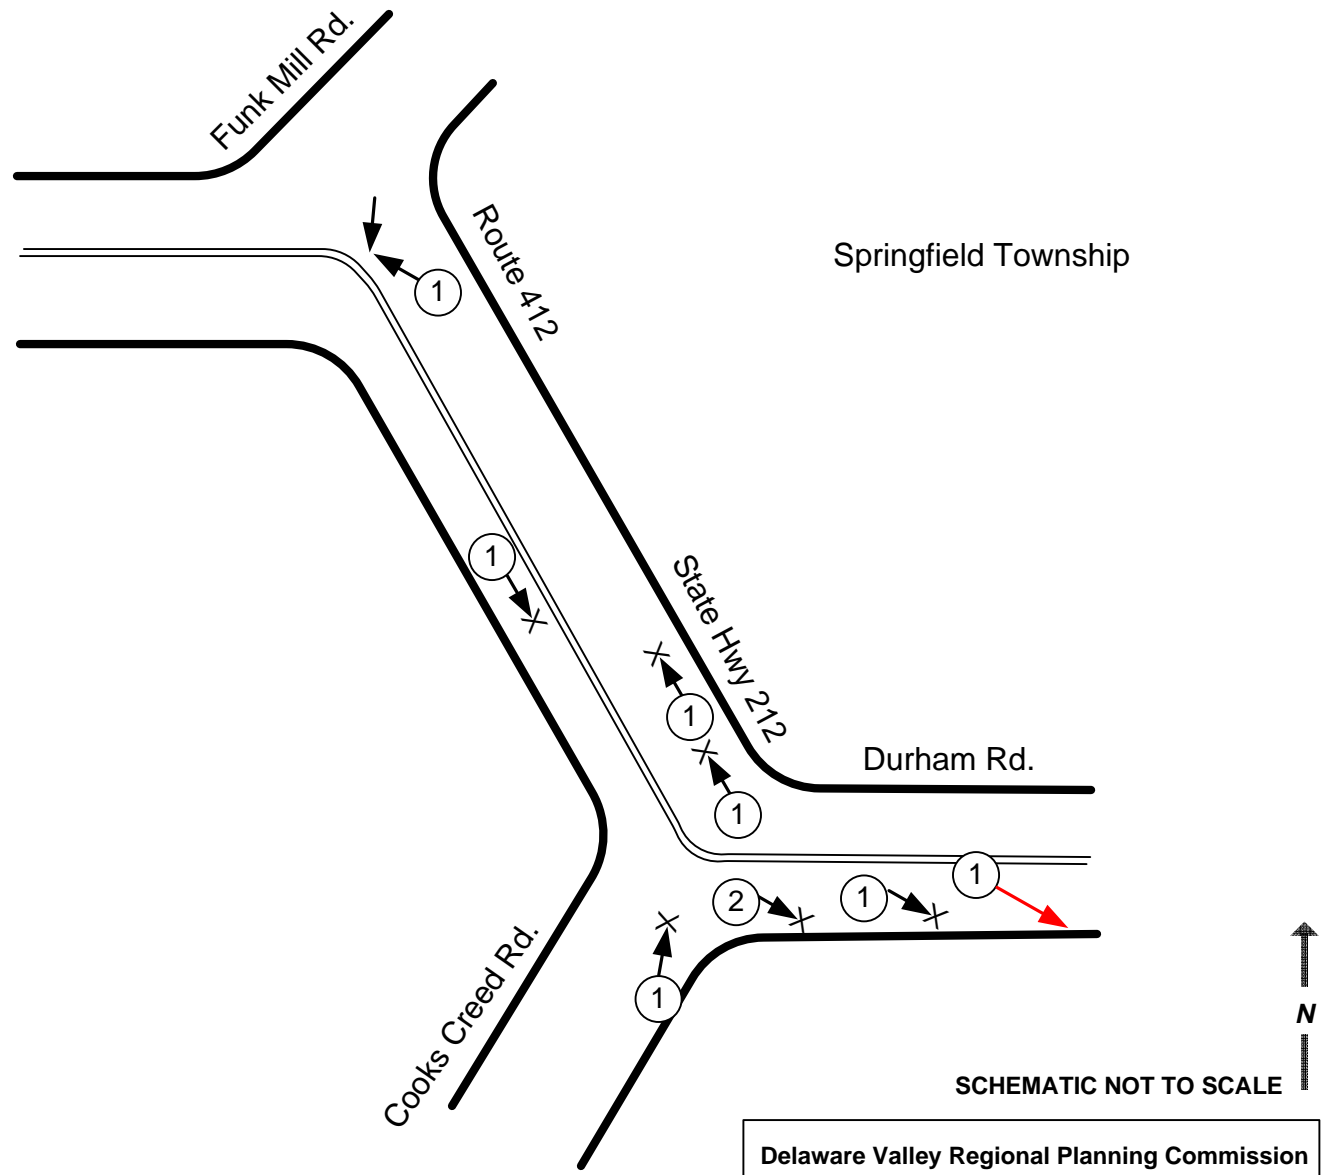 Funk Mill Rd.
Route 412
Springfield Township
1
1
State Hwy 212
1
Durham Rd.
1
1
2
1
1
Cooks Creed Rd.
N
SCHEMATIC NOT TO SCALE
Delaware Valley Regional Planning Commission